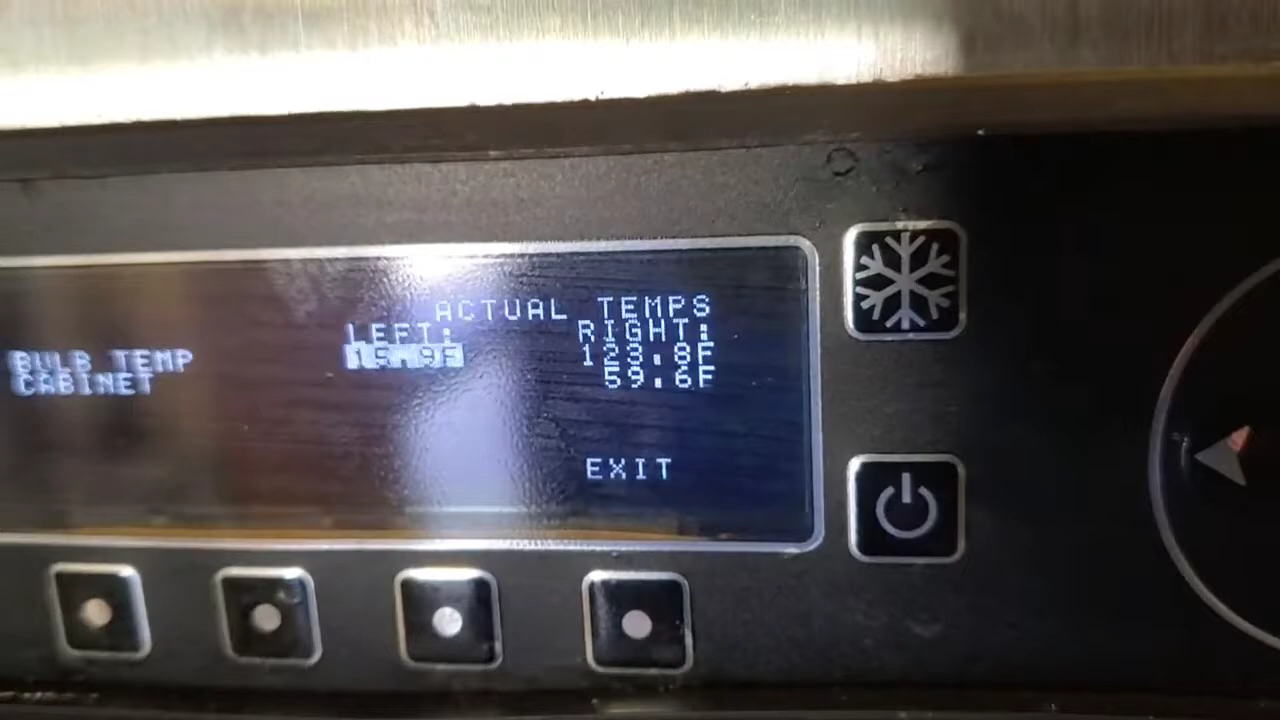 ACTUAL TEMPS
LEFT: RIGHT:
BULB TEMP 123.8F
CABINET 59.6F
EXIT